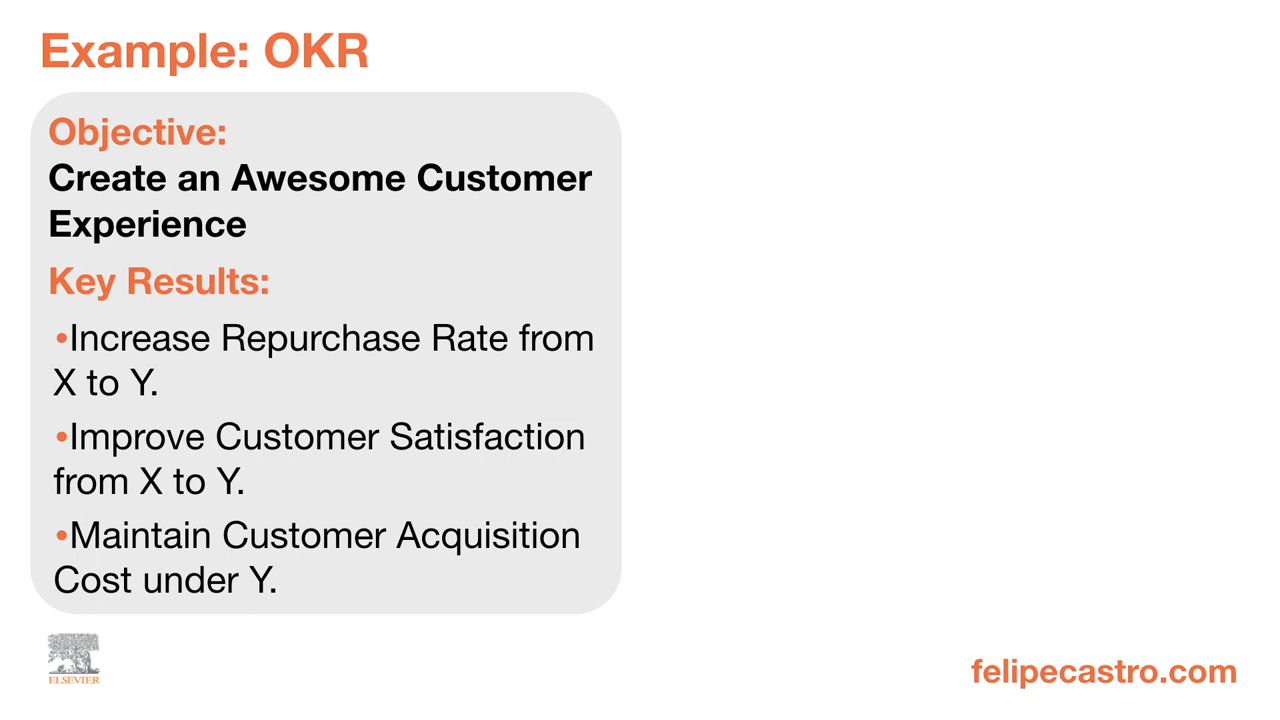 Example: OKR
Objective:
Create an Awesome Customer
Experience
Key Results:
•Increase Repurchase Rate from
X to Y.
•Improve Customer Satisfaction
from X to Y.
•Maintain Customer Acquisition
Cost under Y.
ELSEVIER
felipecastro.com